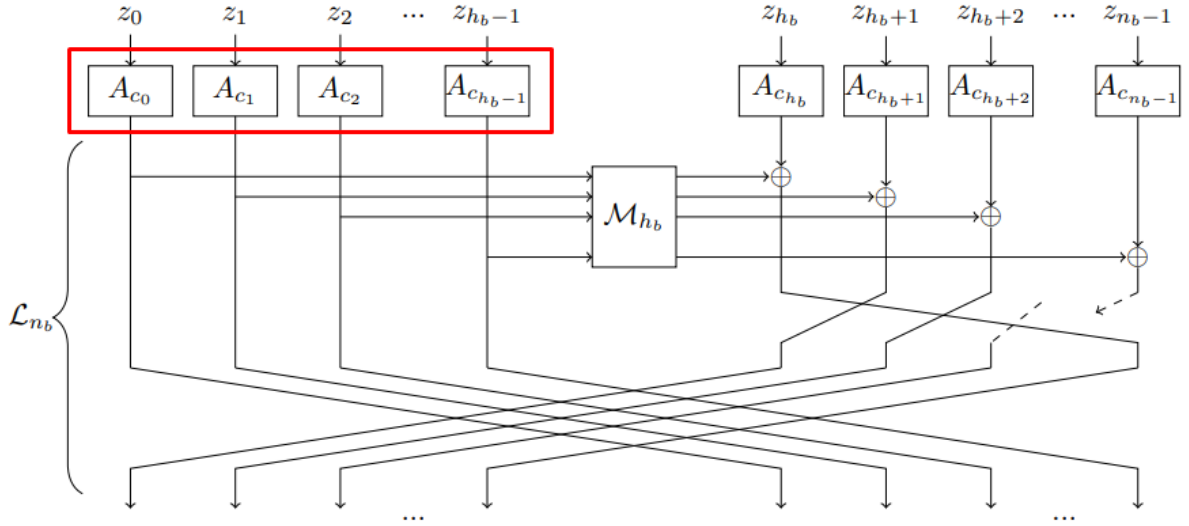 z_0 z_1 z_2 ... z_{h_b-1} z_{h_b} z_{h_b+1} z_{h_b+2} ... z_{n_b-1}
A_{c_0} A_{c_1} A_{c_2} A_{c_{h_b-1}} A_{c_{h_b}} A_{c_{h_b+1}} A_{c_{h_b+2}} A_{c_{n_b-1}}
ℳ_{h_b}
ℒ_{n_b}
... ...